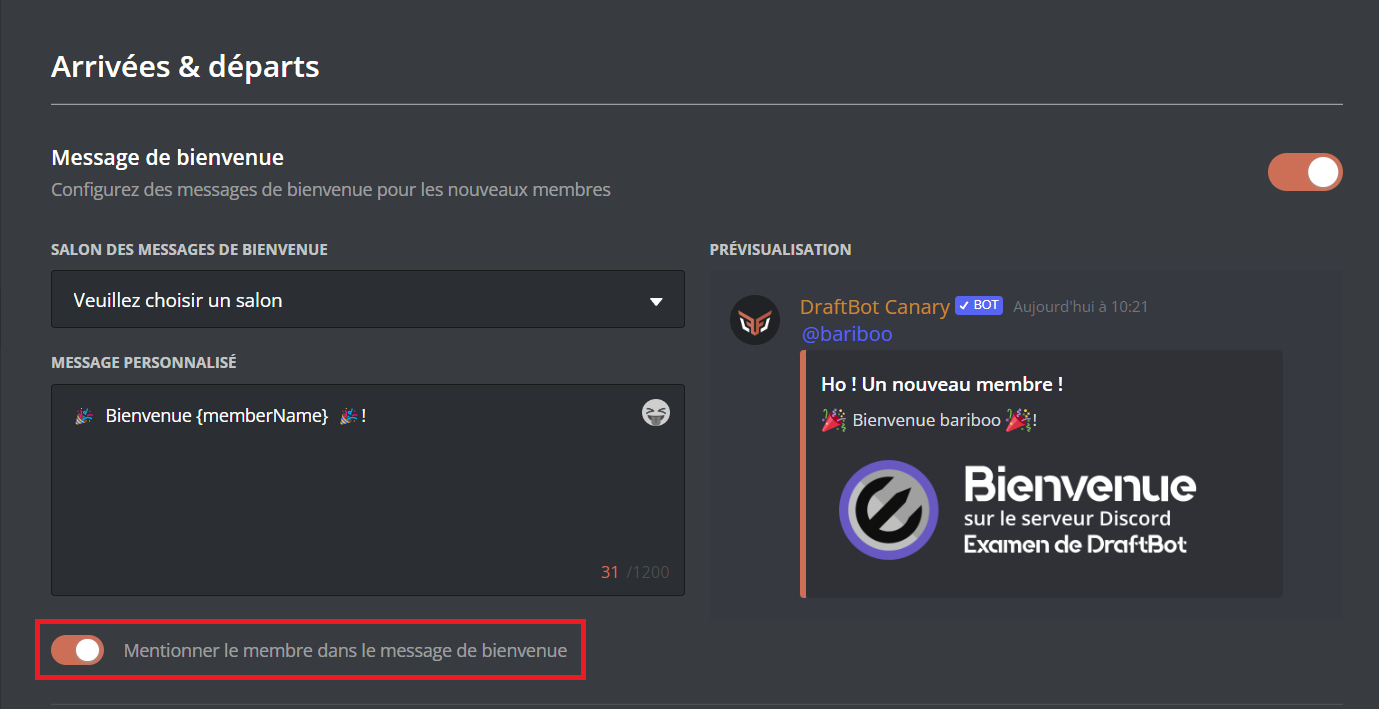 Arrivées & départs
Message de bienvenue
Configurez des messages de bienvenue pour les nouveaux membres
SALON DES MESSAGES DE BIENVENUE
Veuillez choisir un salon
MESSAGE PERSONNALISÉ
🎉 Bienvenue {memberName} 🎉 !
31 /1200
Mentionner le membre dans le message de bienvenue
PRÉVISUALISATION
DraftBot Canary ✓ BOT Aujourd'hui à 10:21
@bariboo
Ho ! Un nouveau membre !
🎉 Bienvenue bariboo 🎉!
Bienvenue
sur le serveur Discord
Examen de DraftBot